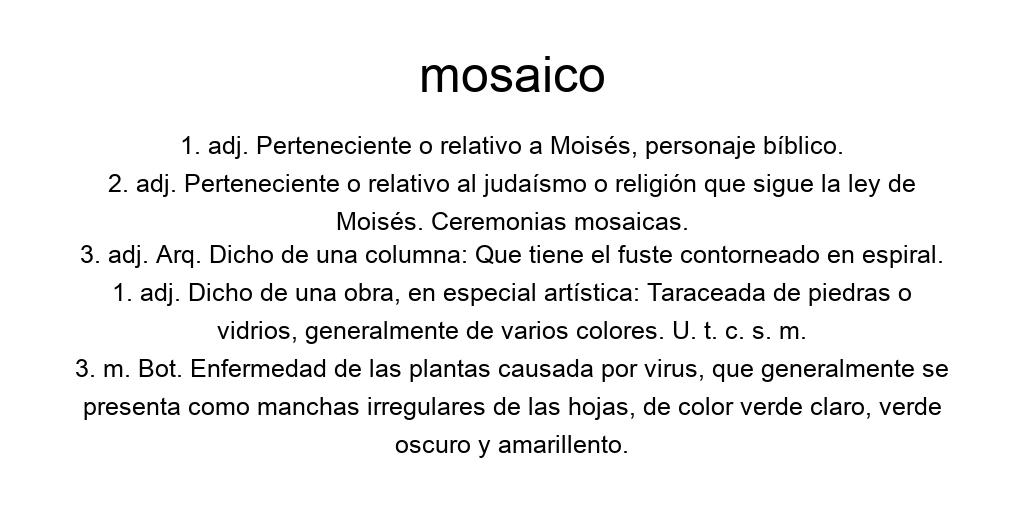 mosaico
1. adj. Perteneciente o relativo a Moisés, personaje bíblico.
2. adj. Perteneciente o relativo al judaísmo o religión que sigue la ley de
Moisés. Ceremonias mosaicas.
3. adj. Arq. Dicho de una columna: Que tiene el fuste contorneado en espiral.
1. adj. Dicho de una obra, en especial artística: Taraceada de piedras o
vidrios, generalmente de varios colores. U. t. c. s. m.
3. m. Bot. Enfermedad de las plantas causada por virus, que generalmente se
presenta como manchas irregulares de las hojas, de color verde claro, verde
oscuro y amarillento.